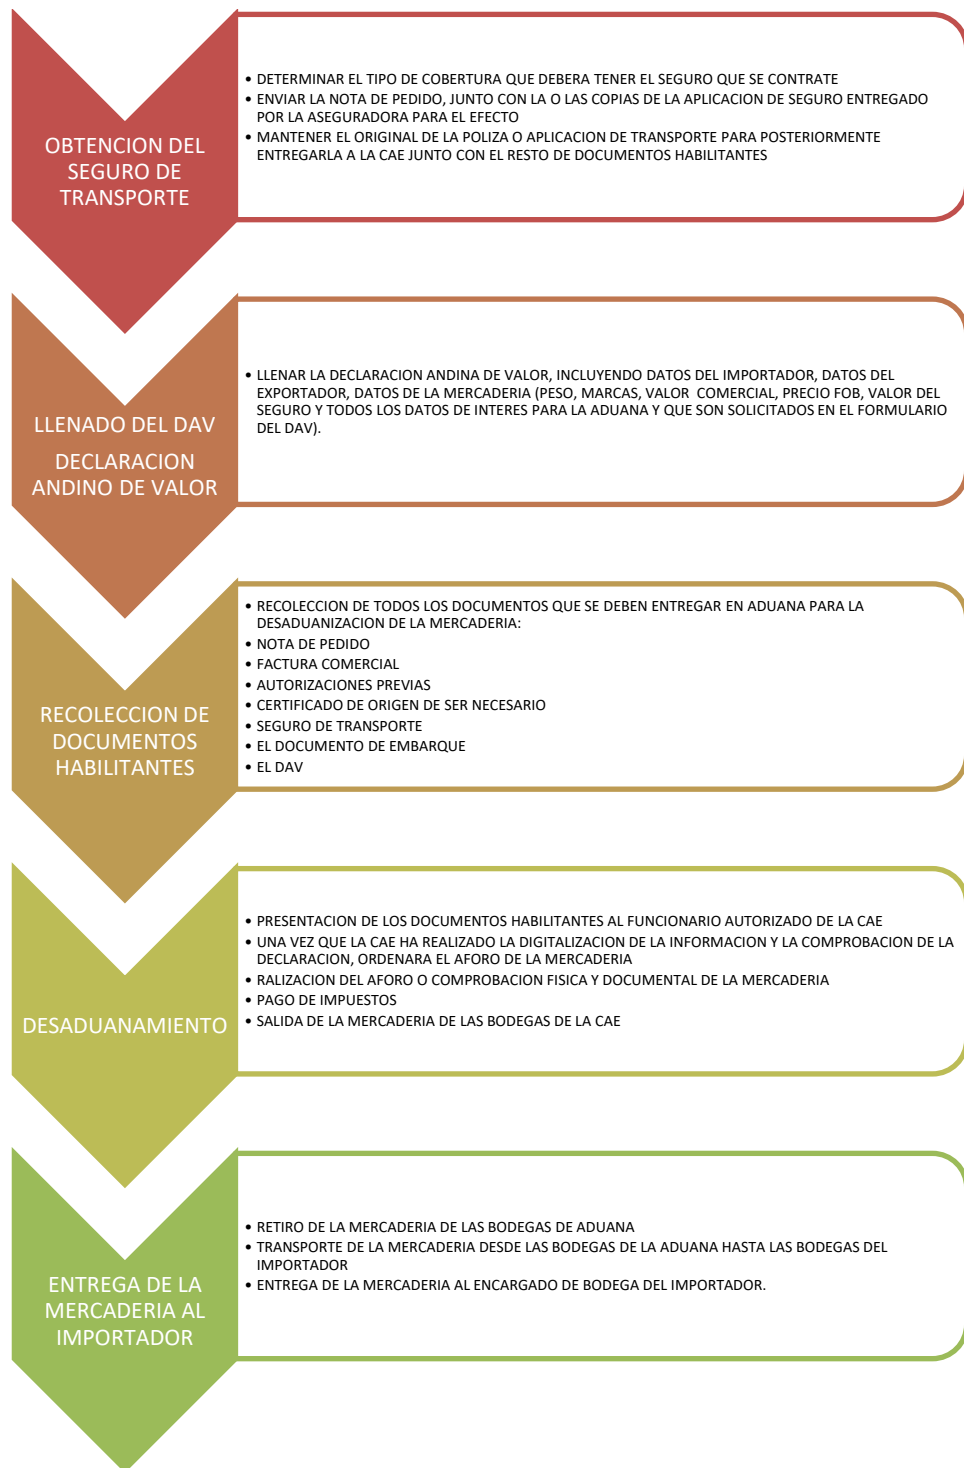 OBTENCION DEL
SEGURO DE
TRANSPORTE
• DETERMINAR EL TIPO DE COBERTURA QUE DEBERA TENER EL SEGURO QUE SE CONTRATE
• ENVIAR LA NOTA DE PEDIDO, JUNTO CON LA O LAS COPIAS DE LA APLICACION DE SEGURO ENTREGADO
POR LA ASEGURADORA PARA EL EFECTO
• MANTENER EL ORIGINAL DE LA POLIZA O APLICACION DE TRANSPORTE PARA POSTERIORMENTE
ENTREGARLA A LA CAE JUNTO CON EL RESTO DE DOCUMENTOS HABILITANTES
LLENADO DEL DAV
DECLARACION
ANDINO DE VALOR
• LLENAR LA DECLARACION ANDINA DE VALOR, INCLUYENDO DATOS DEL IMPORTADOR, DATOS DEL
EXPORTADOR, DATOS DE LA MERCADERIA (PESO, MARCAS, VALOR COMERCIAL, PRECIO FOB, VALOR DEL
SEGURO Y TODOS LOS DATOS DE INTERES PARA LA ADUANA Y QUE SON SOLICITADOS EN EL FORMULARIO
DEL DAV).
RECOLECCION DE
DOCUMENTOS
HABILITANTES
• RECOLECCION DE TODOS LOS DOCUMENTOS QUE SE DEBEN ENTREGAR EN ADUANA PARA LA
DESADUANIZACION DE LA MERCADERIA:
• NOTA DE PEDIDO
• FACTURA COMERCIAL
• AUTORIZACIONES PREVIAS
• CERTIFICADO DE ORIGEN DE SER NECESARIO
• SEGURO DE TRANSPORTE
• EL DOCUMENTO DE EMBARQUE
• EL DAV
DESADUANAMIENTO
• PRESENTACION DE LOS DOCUMENTOS HABILITANTES AL FUNCIONARIO AUTORIZADO DE LA CAE
• UNA VEZ QUE LA CAE HA REALIZADO LA DIGITALIZACION DE LA INFORMACION Y LA COMPROBACION DE LA
DECLARACION, ORDENARA EL AFORO DE LA MERCADERIA
• RALIZACION DEL AFORO O COMPROBACION FISICA Y DOCUMENTAL DE LA MERCADERIA
• PAGO DE IMPUESTOS
• SALIDA DE LA MERCADERIA DE LAS BODEGAS DE LA CAE
ENTREGA DE LA
MERCADERIA AL
IMPORTADOR
• RETIRO DE LA MERCADERIA DE LAS BODEGAS DE ADUANA
• TRANSPORTE DE LA MERCADERIA DESDE LAS BODEGAS DE LA ADUANA HASTA LAS BODEGAS DEL
IMPORTADOR
• ENTREGA DE LA MERCADERIA AL ENCARGADO DE BODEGA DEL IMPORTADOR.